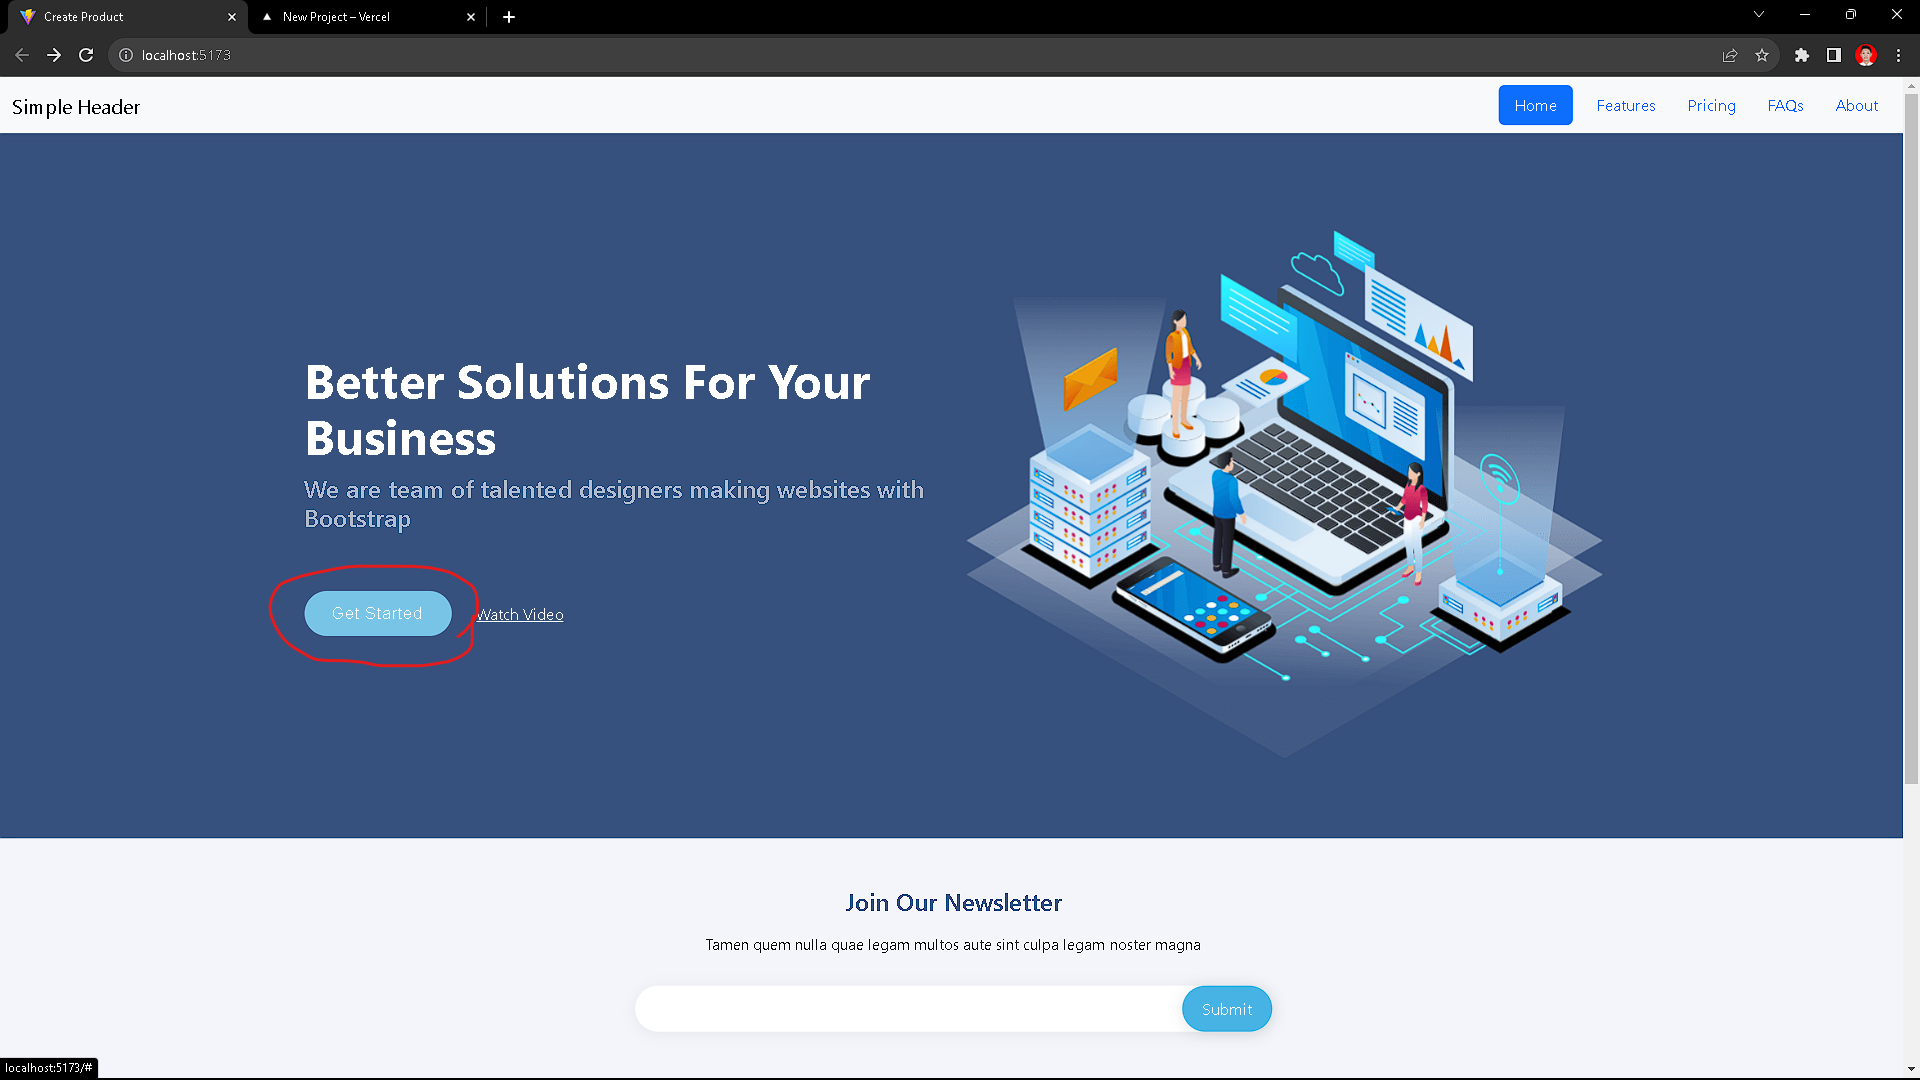 Create Product
New Project – Vercel
localhost:5173
Simple Header
Home
Features
Pricing
FAQs
About
Better Solutions For Your
Business
We are team of talented designers making websites with
Bootstrap
Get Started
Watch Video
Join Our Newsletter
Tamen quem nulla quae legam multos aute sint culpa legam noster magna
Submit
localhost:5173/#